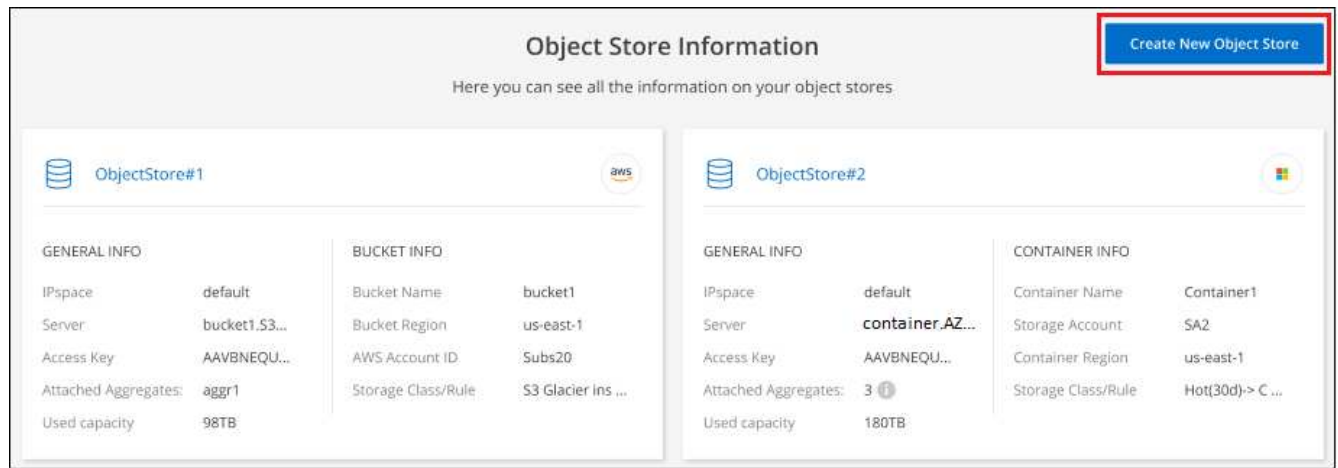 Object Store Information
Create New Object Store
Here you can see all the information on your object stores
ObjectStore#1
aws
GENERAL INFO
BUCKET INFO
IPspace default Bucket Name bucket1
Server bucket1.S3... Bucket Region us-east-1
Access Key AAVBNEQU... AWS Account ID Subs20
Attached Aggregates: aggr1 Storage Class/Rule S3 Glacier ins ...
Used capacity 98TB
ObjectStore#2
GENERAL INFO
CONTAINER INFO
IPspace default Container Name Container1
Server container.AZ... Storage Account SA2
Access Key AAVBNEQU... Container Region us-east-1
Attached Aggregates: 3 i Storage Class/Rule Hot(30d)-> C ...
Used capacity 180TB